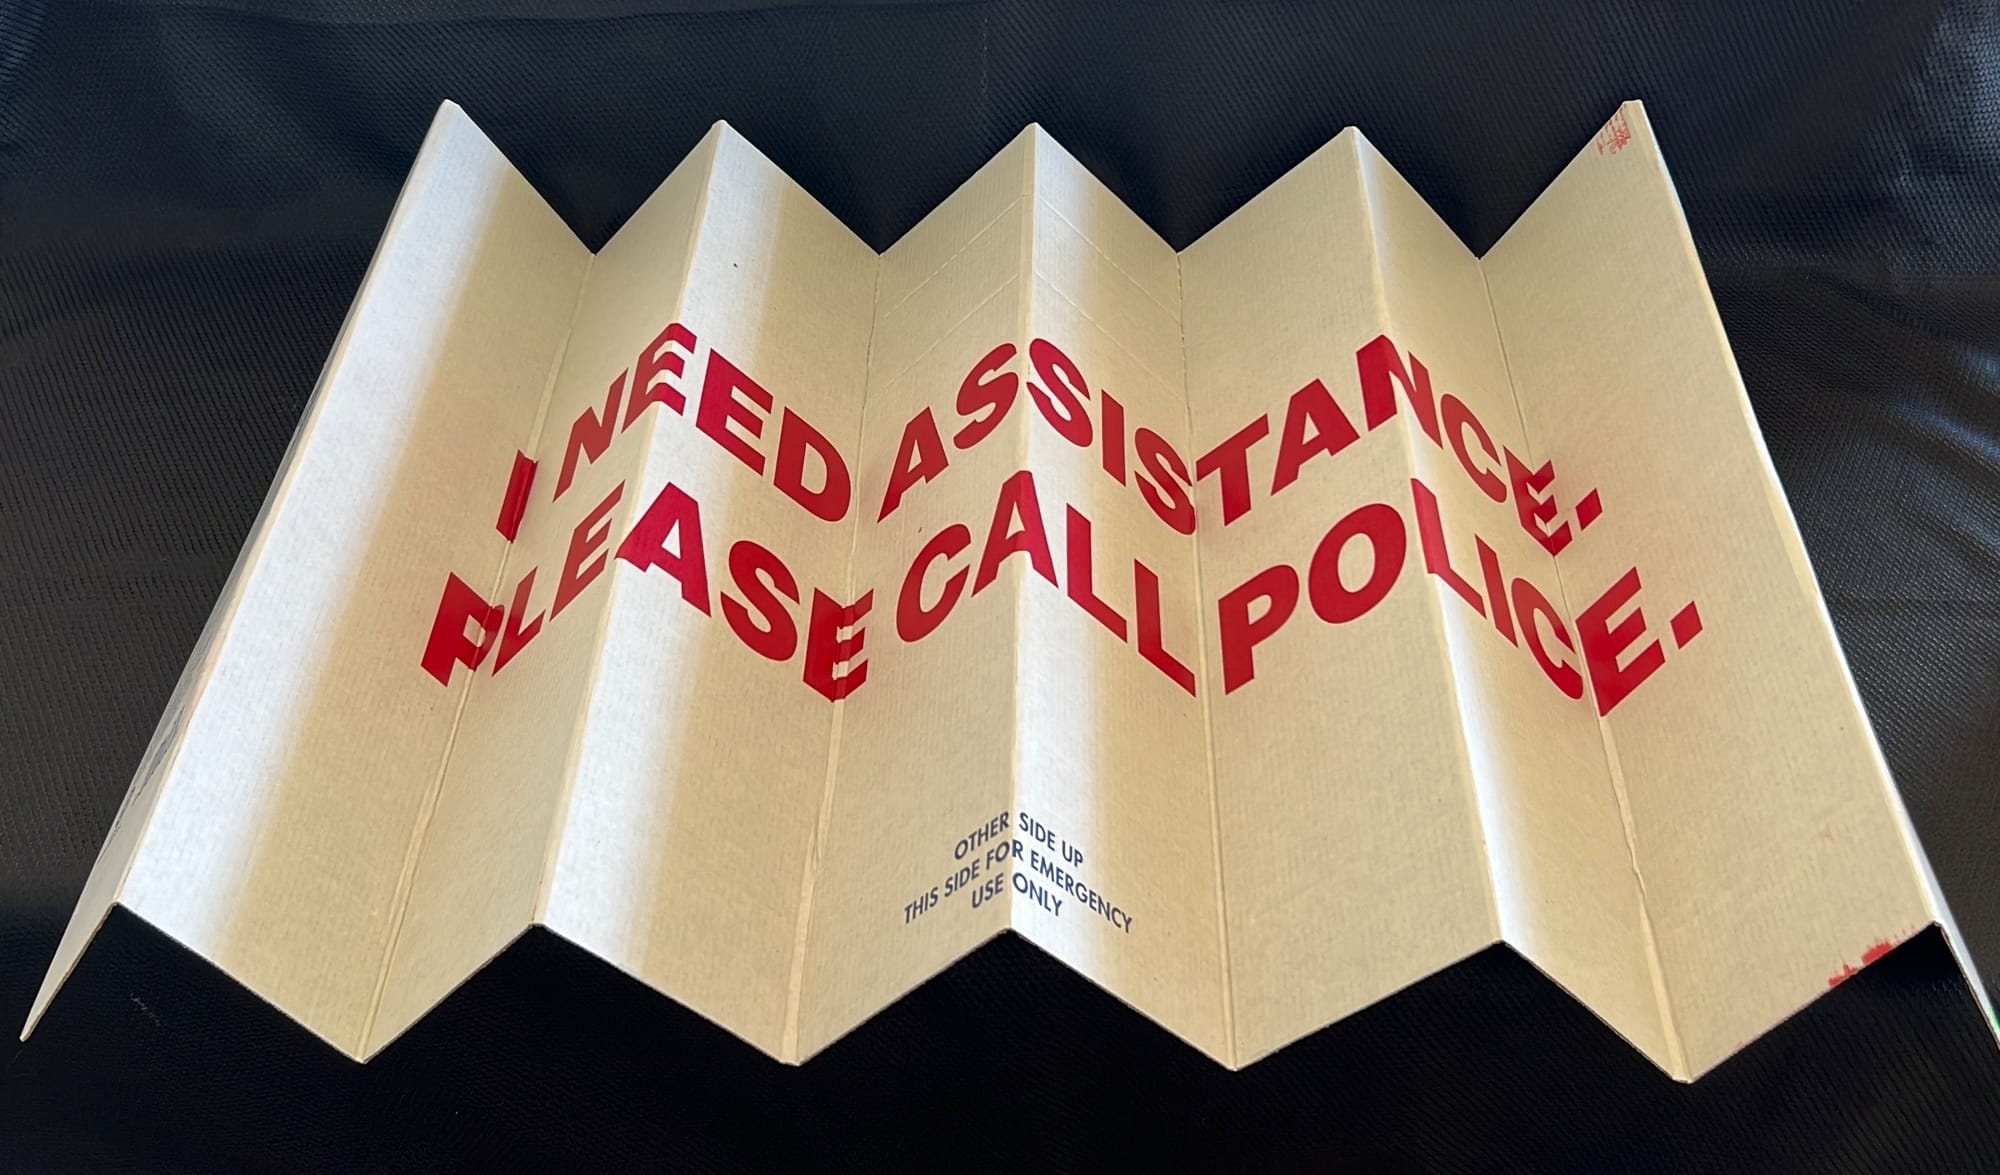 I NEED ASSISTANCE.
PLEASE CALL POLICE.
OTHER SIDE UP
THIS SIDE FOR EMERGENCY
USE ONLY